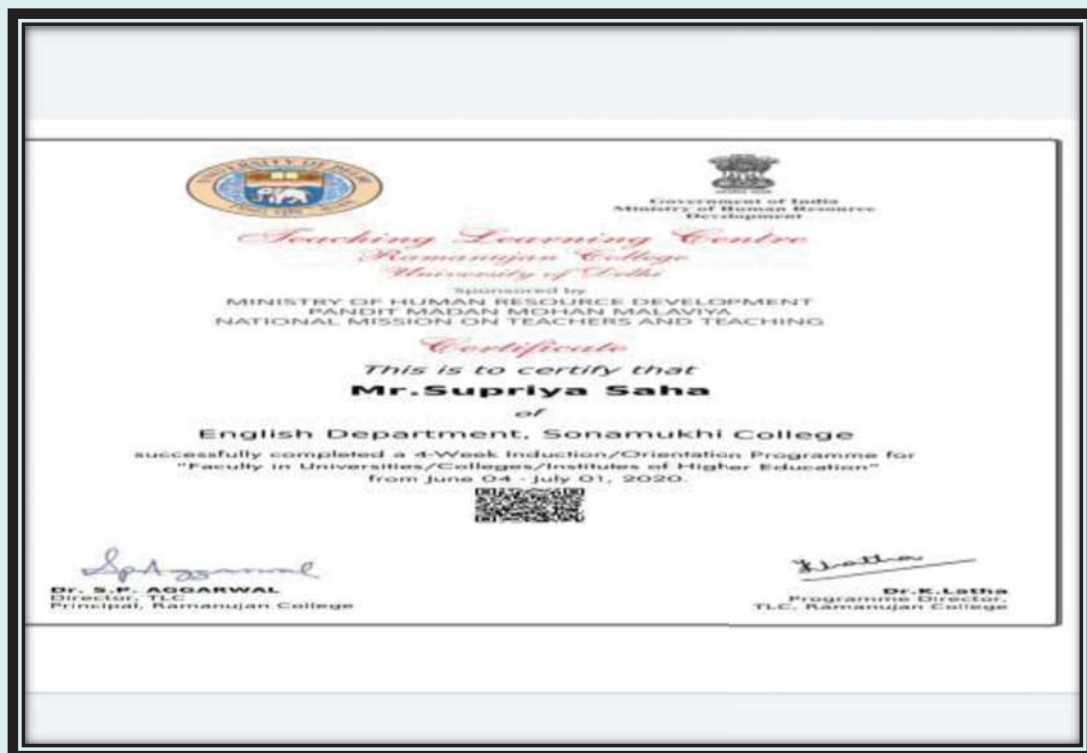 UNIVERSITY OF DELHI
Government of India
Ministry of Human Resource
Development
Teaching Learning Centre
Ramanujan College
University of Delhi
Sponsored by
MINISTRY OF HUMAN RESOURCE DEVELOPMENT
PANDIT MADAN MOHAN MALAVIYA
NATIONAL MISSION ON TEACHERS AND TEACHING
Certificate
This is to certify that
Mr.Supriya Saha
of
English Department, Sonamukhi College
successfully completed a 4-Week Induction/Orientation Programme for
"Faculty in Universities/Colleges/Institutes of Higher Education"
from June 04 - July 01, 2020.
Dr. S.P. AGGARWAL
Director, TLC
Principal, Ramanujan College
Dr.K.Latha
Programme Director,
TLC, Ramanujan College